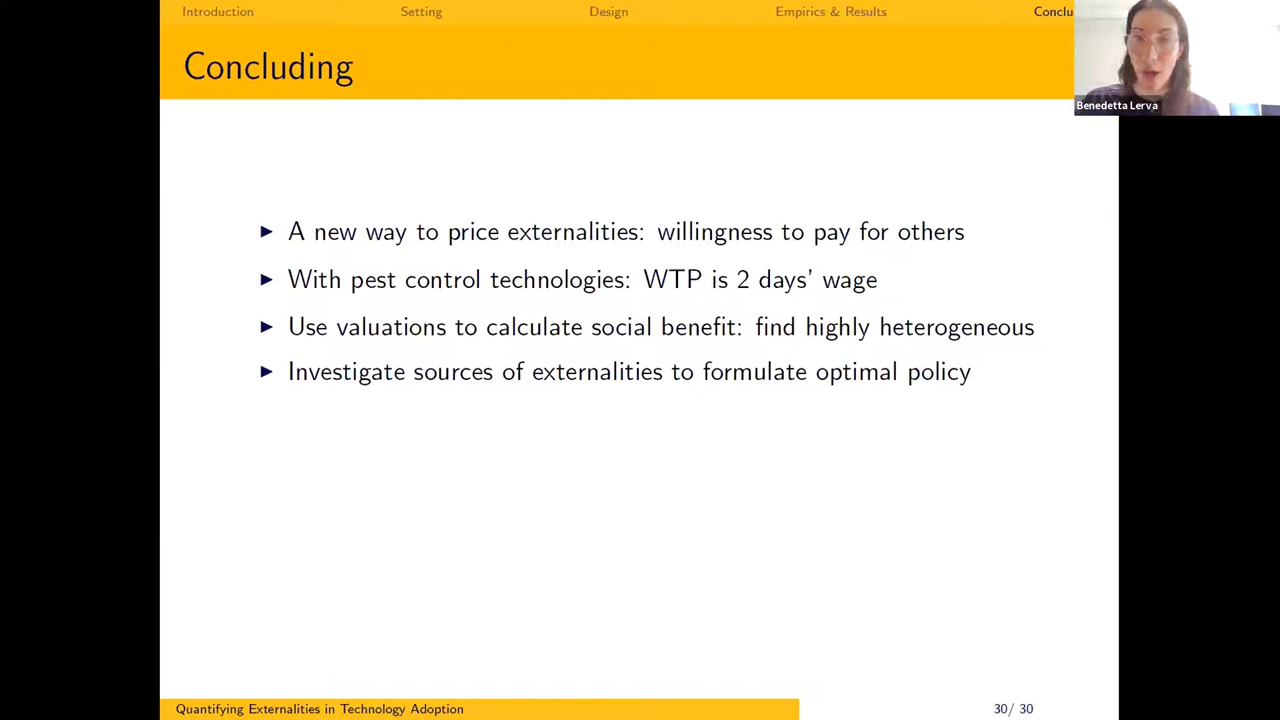 Introduction Setting Design Empirics & Results Conclu
Concluding
Benedetta Lerva
▶ A new way to price externalities: willingness to pay for others
▶ With pest control technologies: WTP is 2 days' wage
▶ Use valuations to calculate social benefit: find highly heterogeneous
▶ Investigate sources of externalities to formulate optimal policy
Quantifying Externalities in Technology Adoption 30/ 30